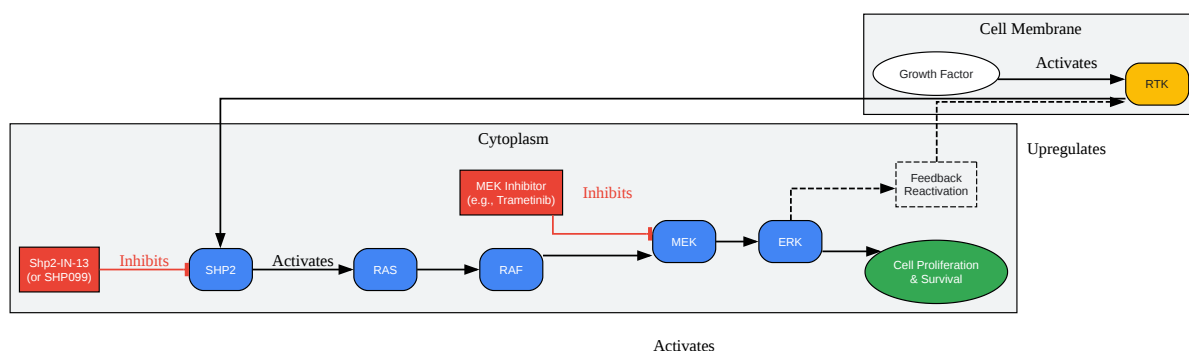 Cell Membrane
Growth Factor
Activates
RTK
Cytoplasm
Upregulates
Feedback
Reactivation
MEK Inhibitor
(e.g., Trametinib)
Inhibits
MEK
ERK
Shp2-IN-13
(or SHP099)
Inhibits
SHP2
Activates
RAS
RAF
Cell Proliferation
& Survival
Activates